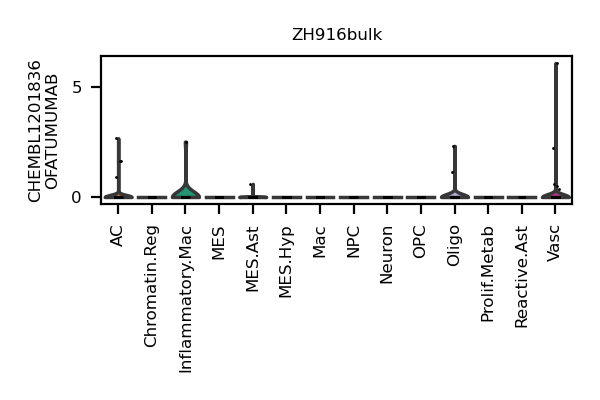 ZH916bulk
CHEMBL1201836
OFATUMUMAB
5
0
AC
Chromatin.Reg
Inflammatory.Mac
MES
MES.Ast
MES.Hyp
Mac
NPC
Neuron
OPC
Oligo
Prolif.Metab
Reactive.Ast
Vasc